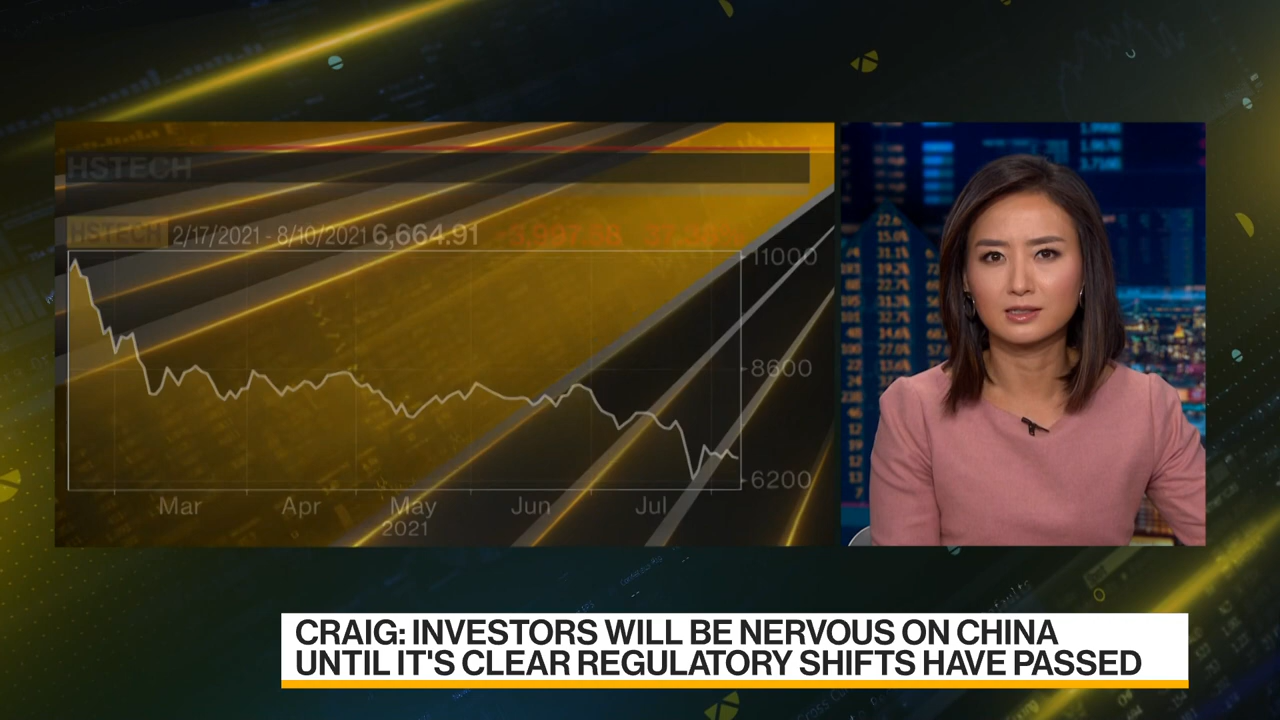 HSTECH
HSTECH 2/17/2021 - 8/10/2021 6,664.91
11000
8600
6200
Mar Apr May Jun Jul
2021
CRAIG: INVESTORS WILL BE NERVOUS ON CHINA
UNTIL IT'S CLEAR REGULATORY SHIFTS HAVE PASSED